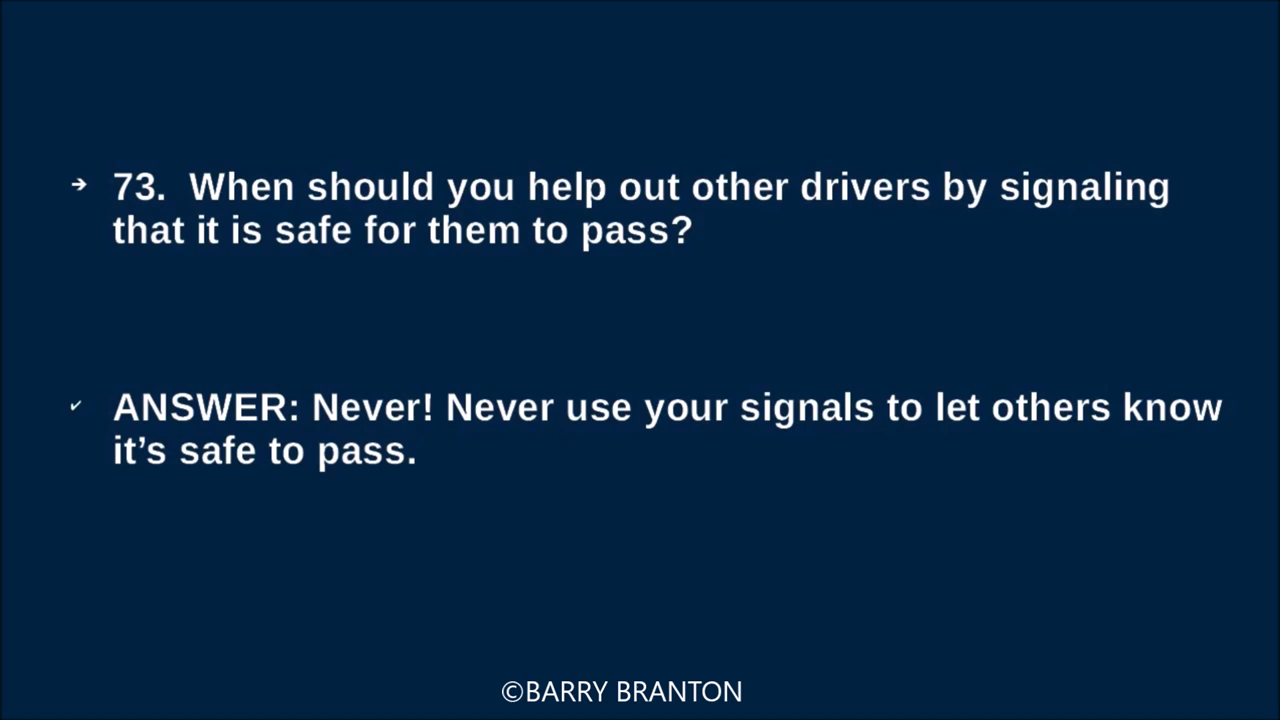 ➔ 73.  When should you help out other drivers by signaling
that it is safe for them to pass?
✓ ANSWER: Never! Never use your signals to let others know
it’s safe to pass.
©BARRY BRANTON